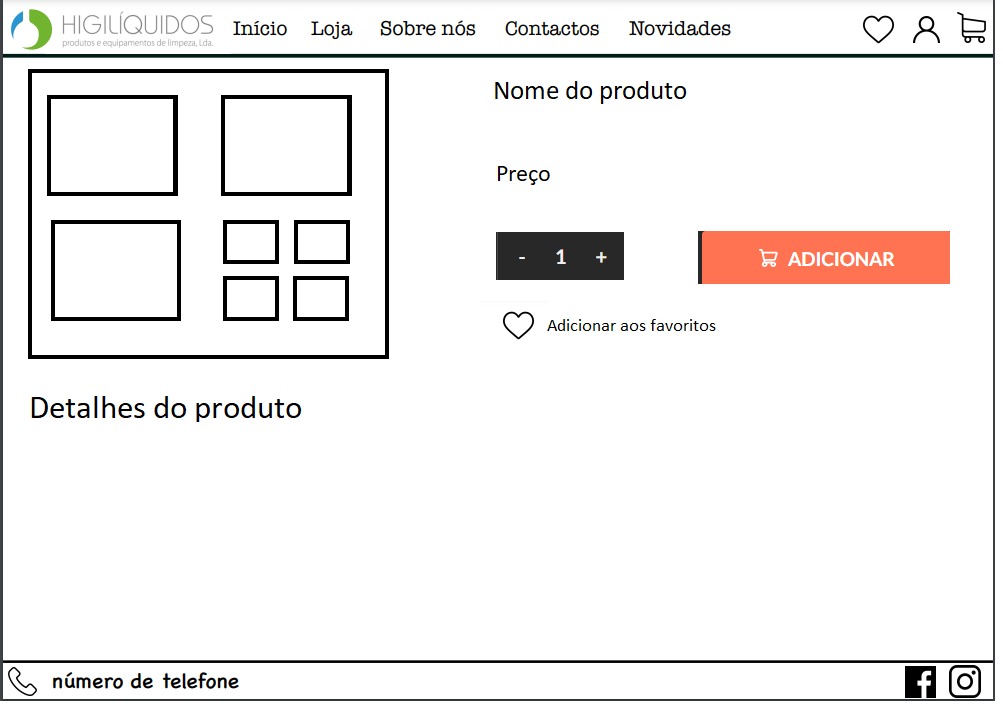 HIGILÍQUIDOS
produtos e equipamentos de limpeza, Lda.
Início Loja Sobre nós Contactos Novidades
Nome do produto
Preço
- 1 +
ADICIONAR
Adicionar aos favoritos
Detalhes do produto
número de telefone